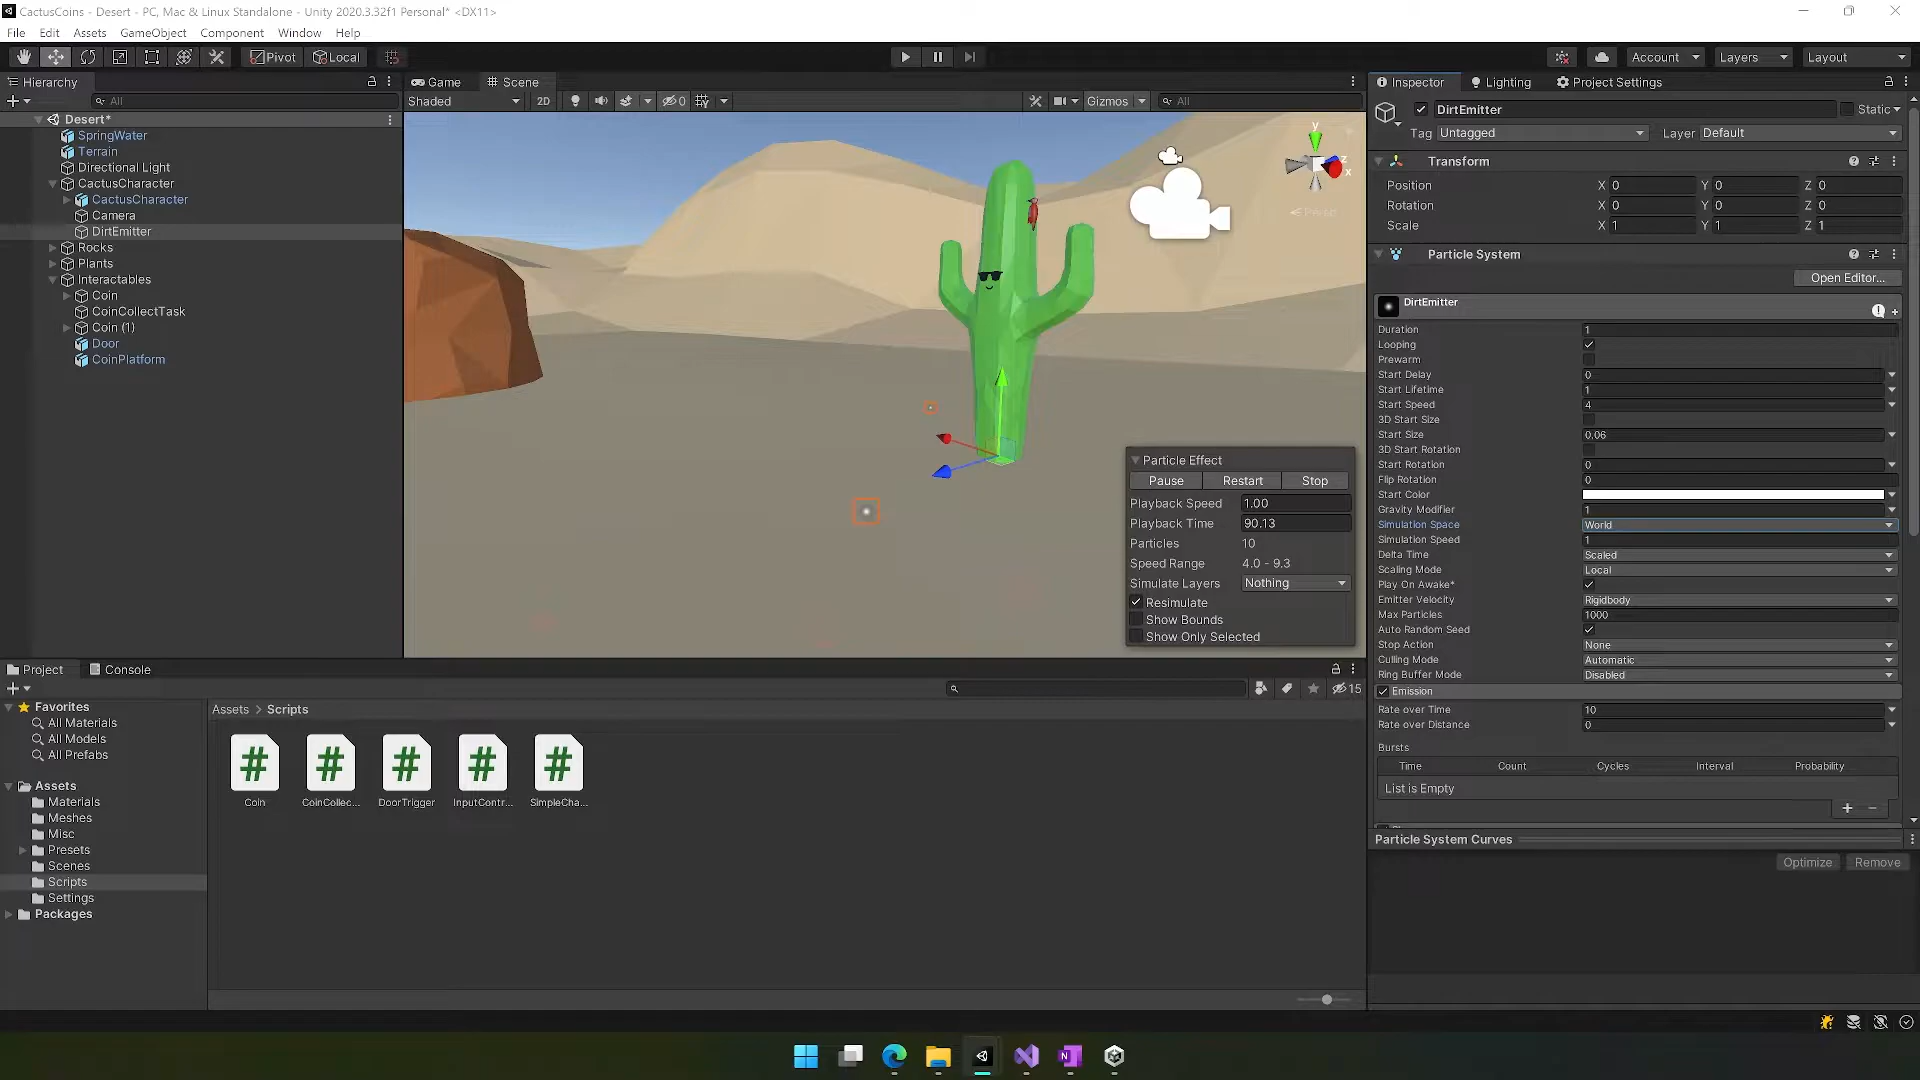 CactusCoins - Desert - PC, Mac & Linux Standalone - Unity 2020.3.32f1 Personal* <DX11>
File Edit Assets GameObject Component Window Help
Pivot Local Account Layers Layout
Hierarchy
All
Desert*
SpringWater
Terrain
Directional Light
CactusCharacter
CactusCharacter
Camera
DirtEmitter
Rocks
Plants
Interactables
Coin
CoinCollectTask
Coin (1)
Door
CoinPlatform
Game Scene
Shaded 2D 0 Gizmos All
y
z
x
Persp
Particle Effect
Pause Restart Stop
Playback Speed 1.00
Playback Time 90.13
Particles 10
Speed Range 4.0 - 9.3
Simulate Layers Nothing
Resimulate
Show Bounds
Show Only Selected
Inspector Lighting Project Settings
DirtEmitter Static
Tag Untagged Layer Default
Transform
Position X 0 Y 0 Z 0
Rotation X 0 Y 0 Z 0
Scale X 1 Y 1 Z 1
Particle System
Open Editor...
DirtEmitter
Duration 1
Looping
Prewarm
Start Delay 0
Start Lifetime 1
Start Speed 4
3D Start Size
Start Size 0.06
3D Start Rotation
Start Rotation 0
Flip Rotation 0
Start Color
Gravity Modifier 1
Simulation Space World
Simulation Speed 1
Delta Time Scaled
Scaling Mode Local
Play On Awake*
Emitter Velocity Rigidbody
Max Particles 1000
Auto Random Seed
Stop Action None
Culling Mode Automatic
Ring Buffer Mode Disabled
Emission
Rate over Time 10
Rate over Distance 0
Bursts
Time Count Cycles Interval Probability
List is Empty
Particle System Curves
Optimize Remove
Project Console
15
Favorites
All Materials
All Models
All Prefabs
Assets
Materials
Meshes
Misc
Presets
Scenes
Scripts
Settings
Packages
Assets > Scripts
# # # # #
Coin CoinCollec... DoorTrigger InputContr... SimpleCha...